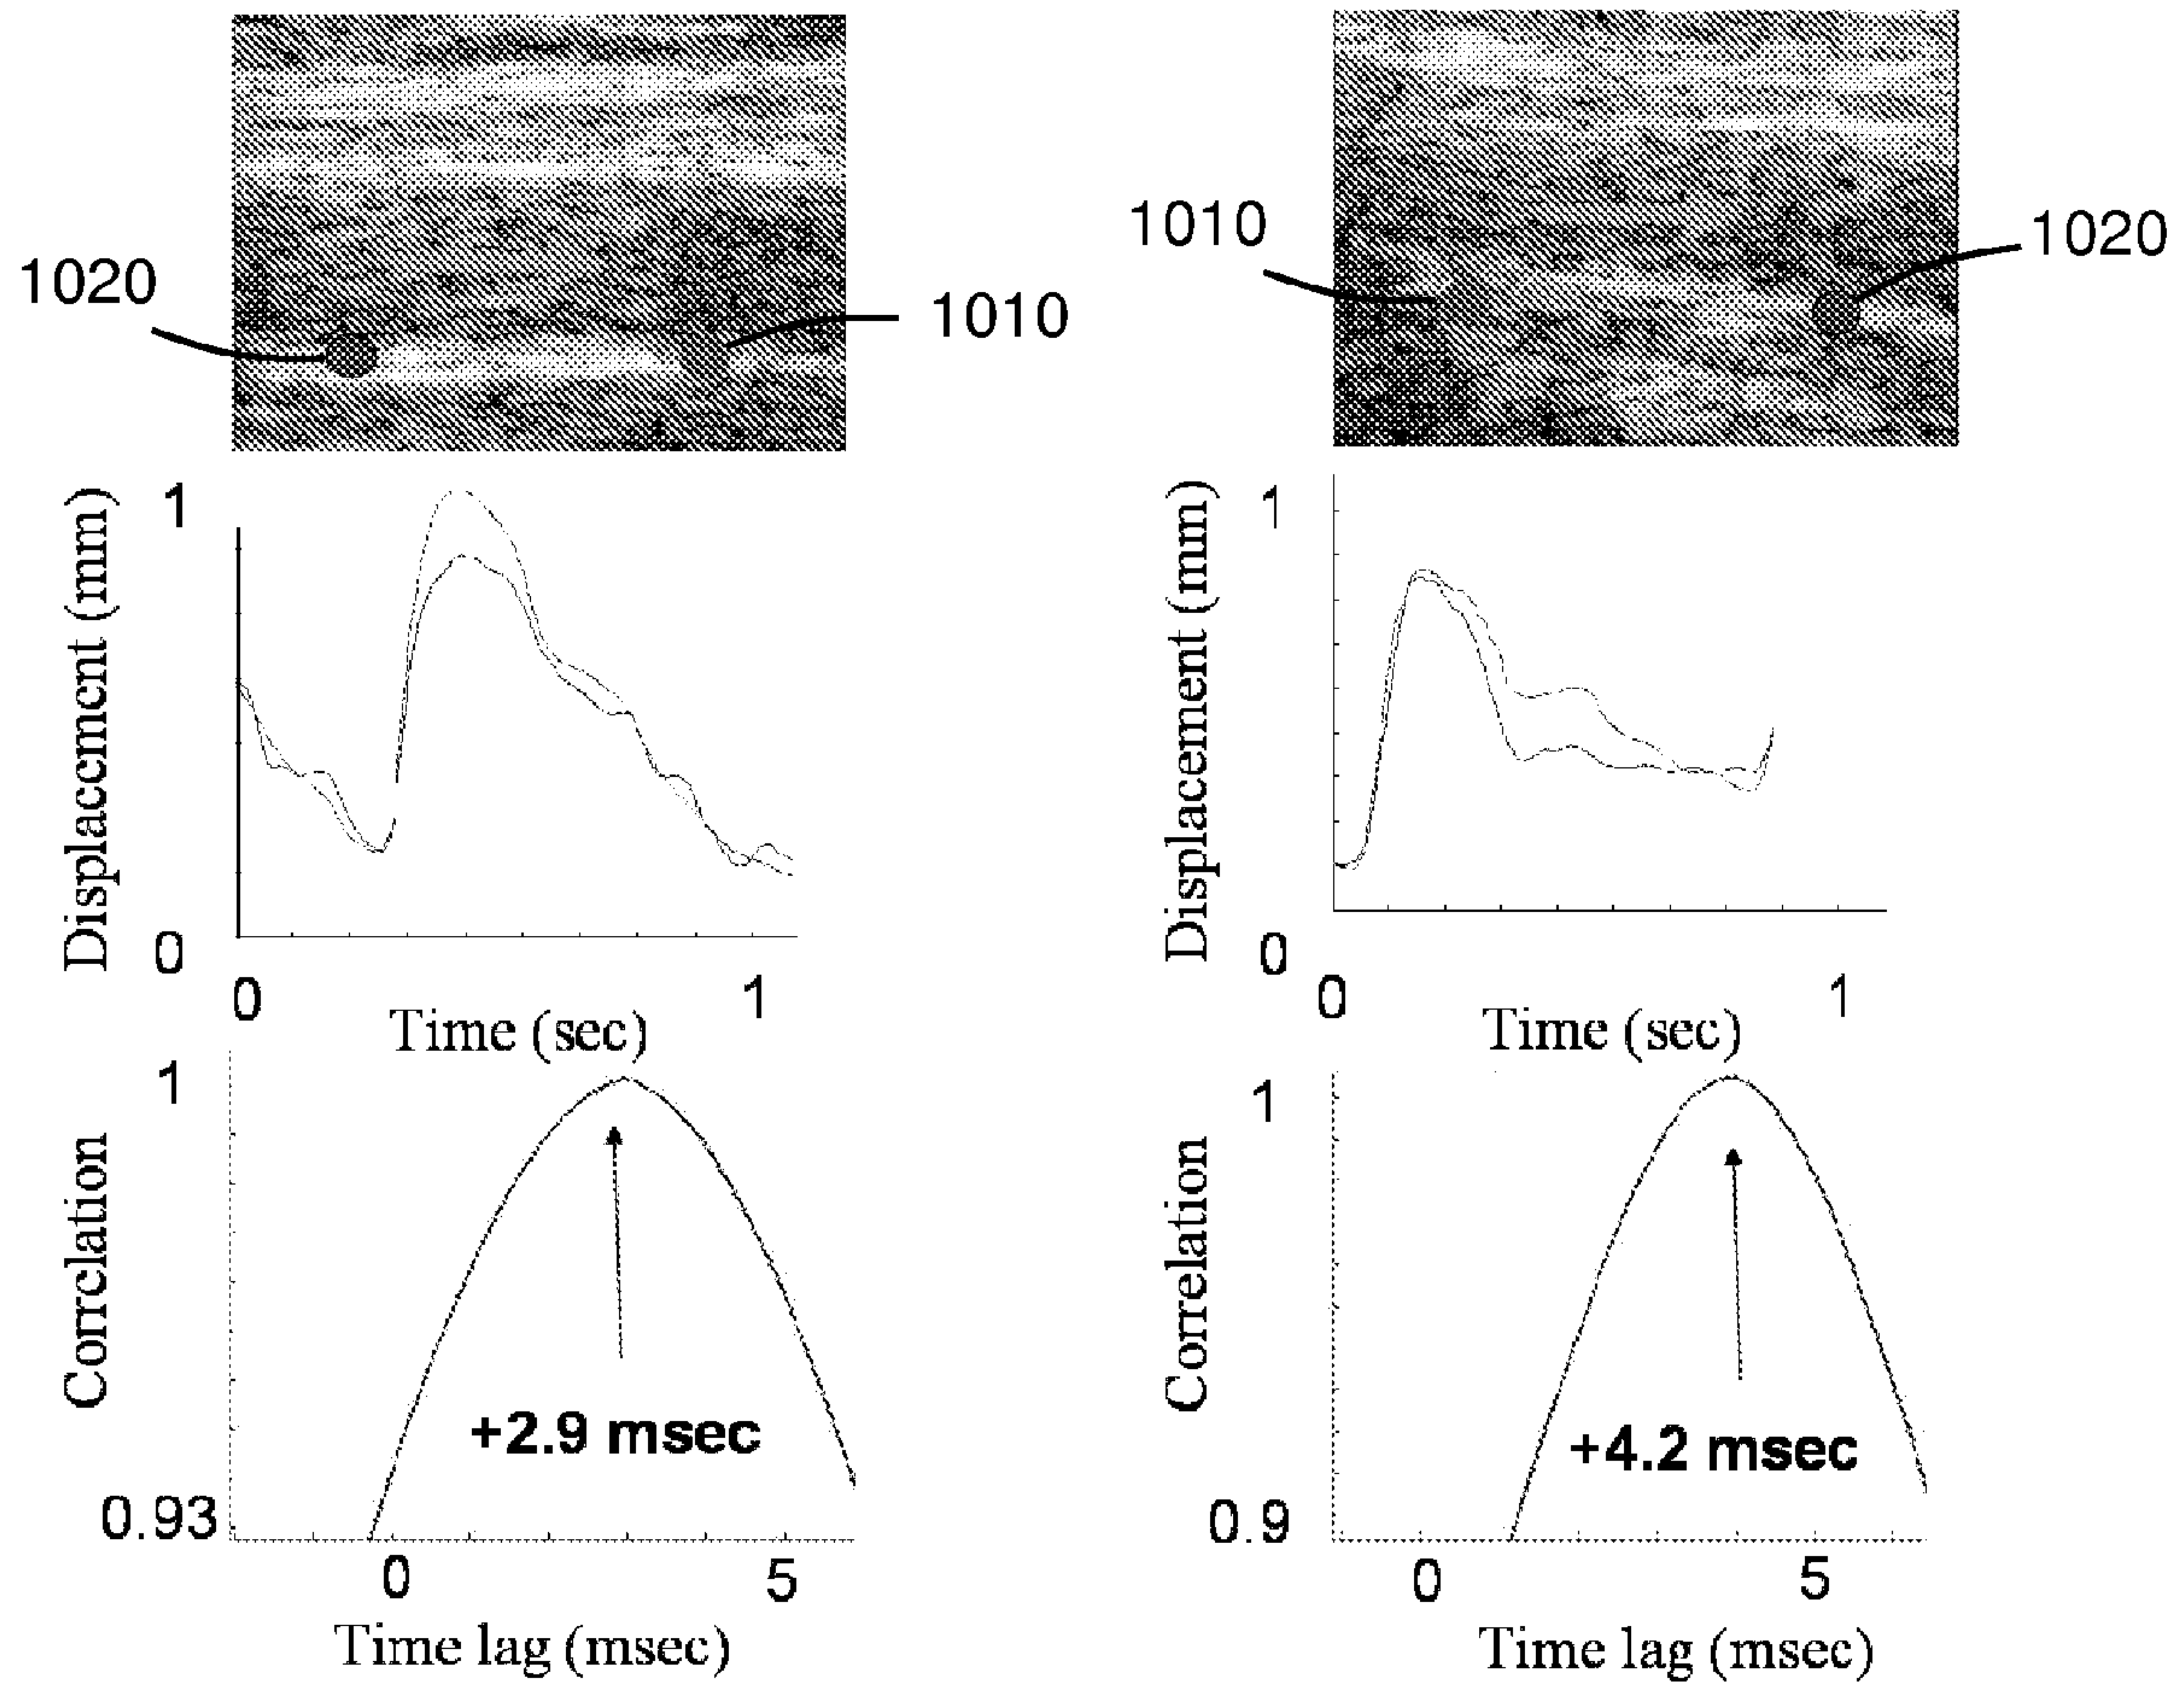 1020
1010
1010
1020
Displacement (mm)
1
0
0
1
Time (sec)
Displacement (mm)
1
0
0
1
Time (sec)
Correlation
1
0.93
+2.9 msec
0
5
Time lag (msec)
Correlation
1
0.9
+4.2 msec
0
5
Time lag (msec)